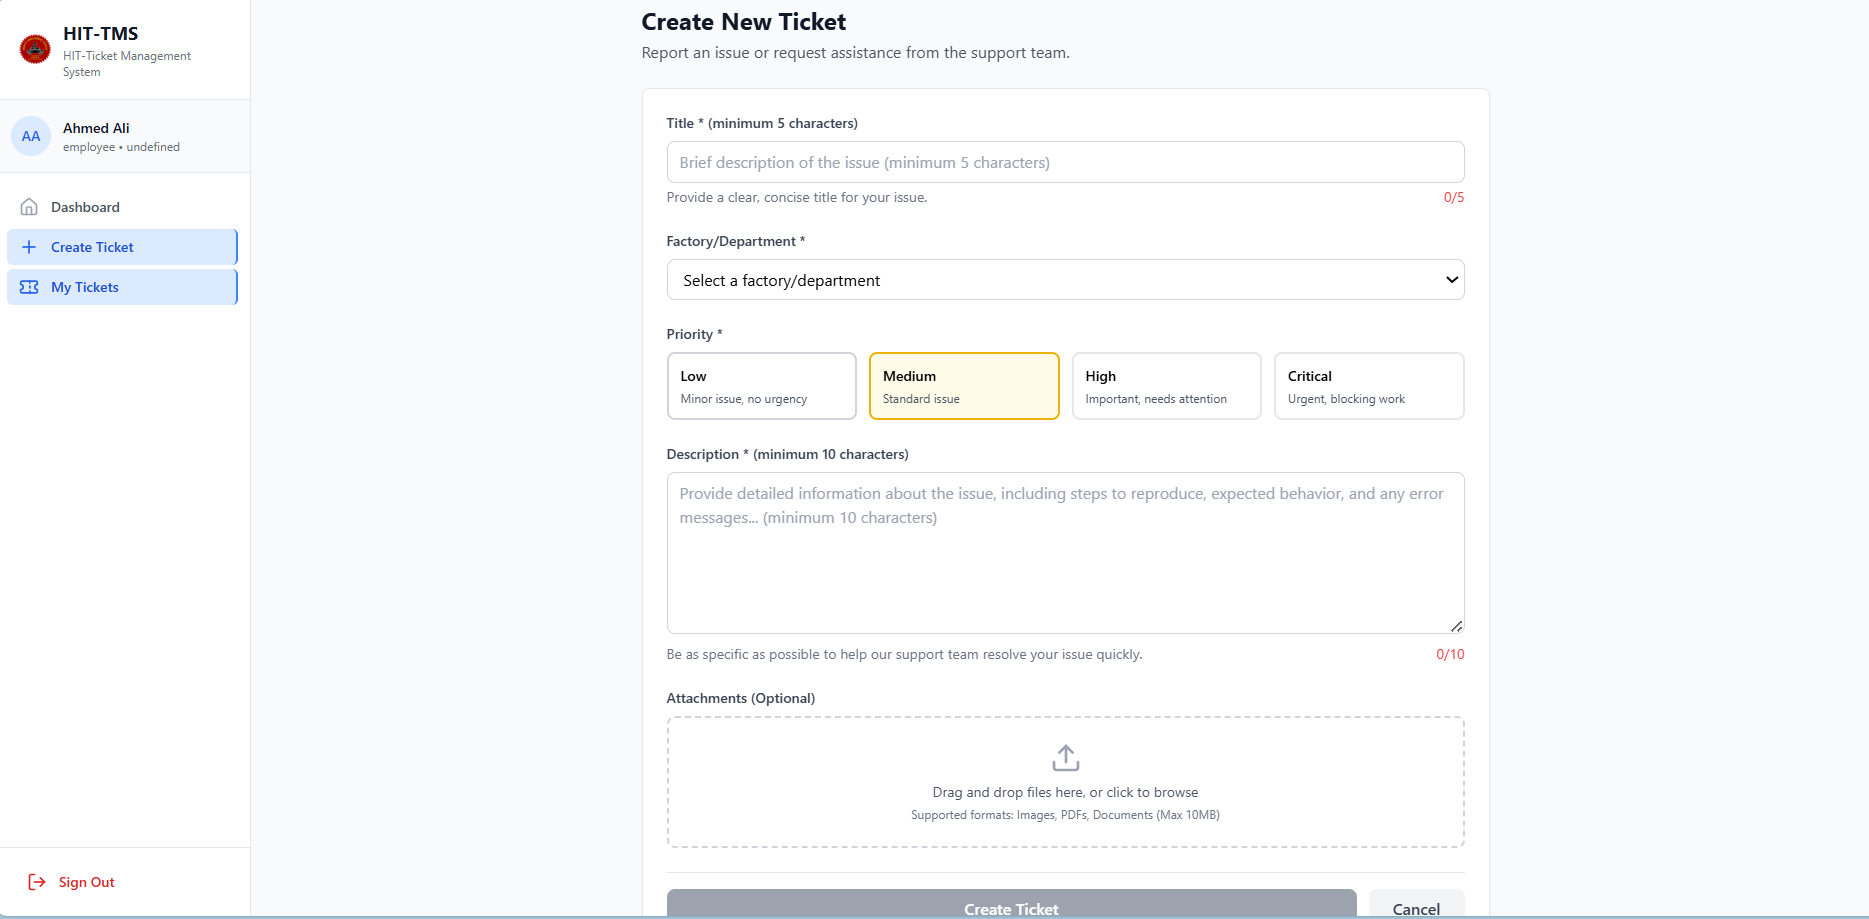 HIT-TMS
HIT-Ticket Management
System
AA
Ahmed Ali
employee • undefined
Dashboard
Create Ticket
My Tickets
Sign Out
Create New Ticket
Report an issue or request assistance from the support team.
Title * (minimum 5 characters)
Brief description of the issue (minimum 5 characters)
Provide a clear, concise title for your issue. 0/5
Factory/Department *
Select a factory/department
Priority *
Low
Minor issue, no urgency
Medium
Standard issue
High
Important, needs attention
Critical
Urgent, blocking work
Description * (minimum 10 characters)
Provide detailed information about the issue, including steps to reproduce, expected behavior, and any error
messages... (minimum 10 characters)
Be as specific as possible to help our support team resolve your issue quickly. 0/10
Attachments (Optional)
Drag and drop files here, or click to browse
Supported formats: Images, PDFs, Documents (Max 10MB)
Create Ticket
Cancel